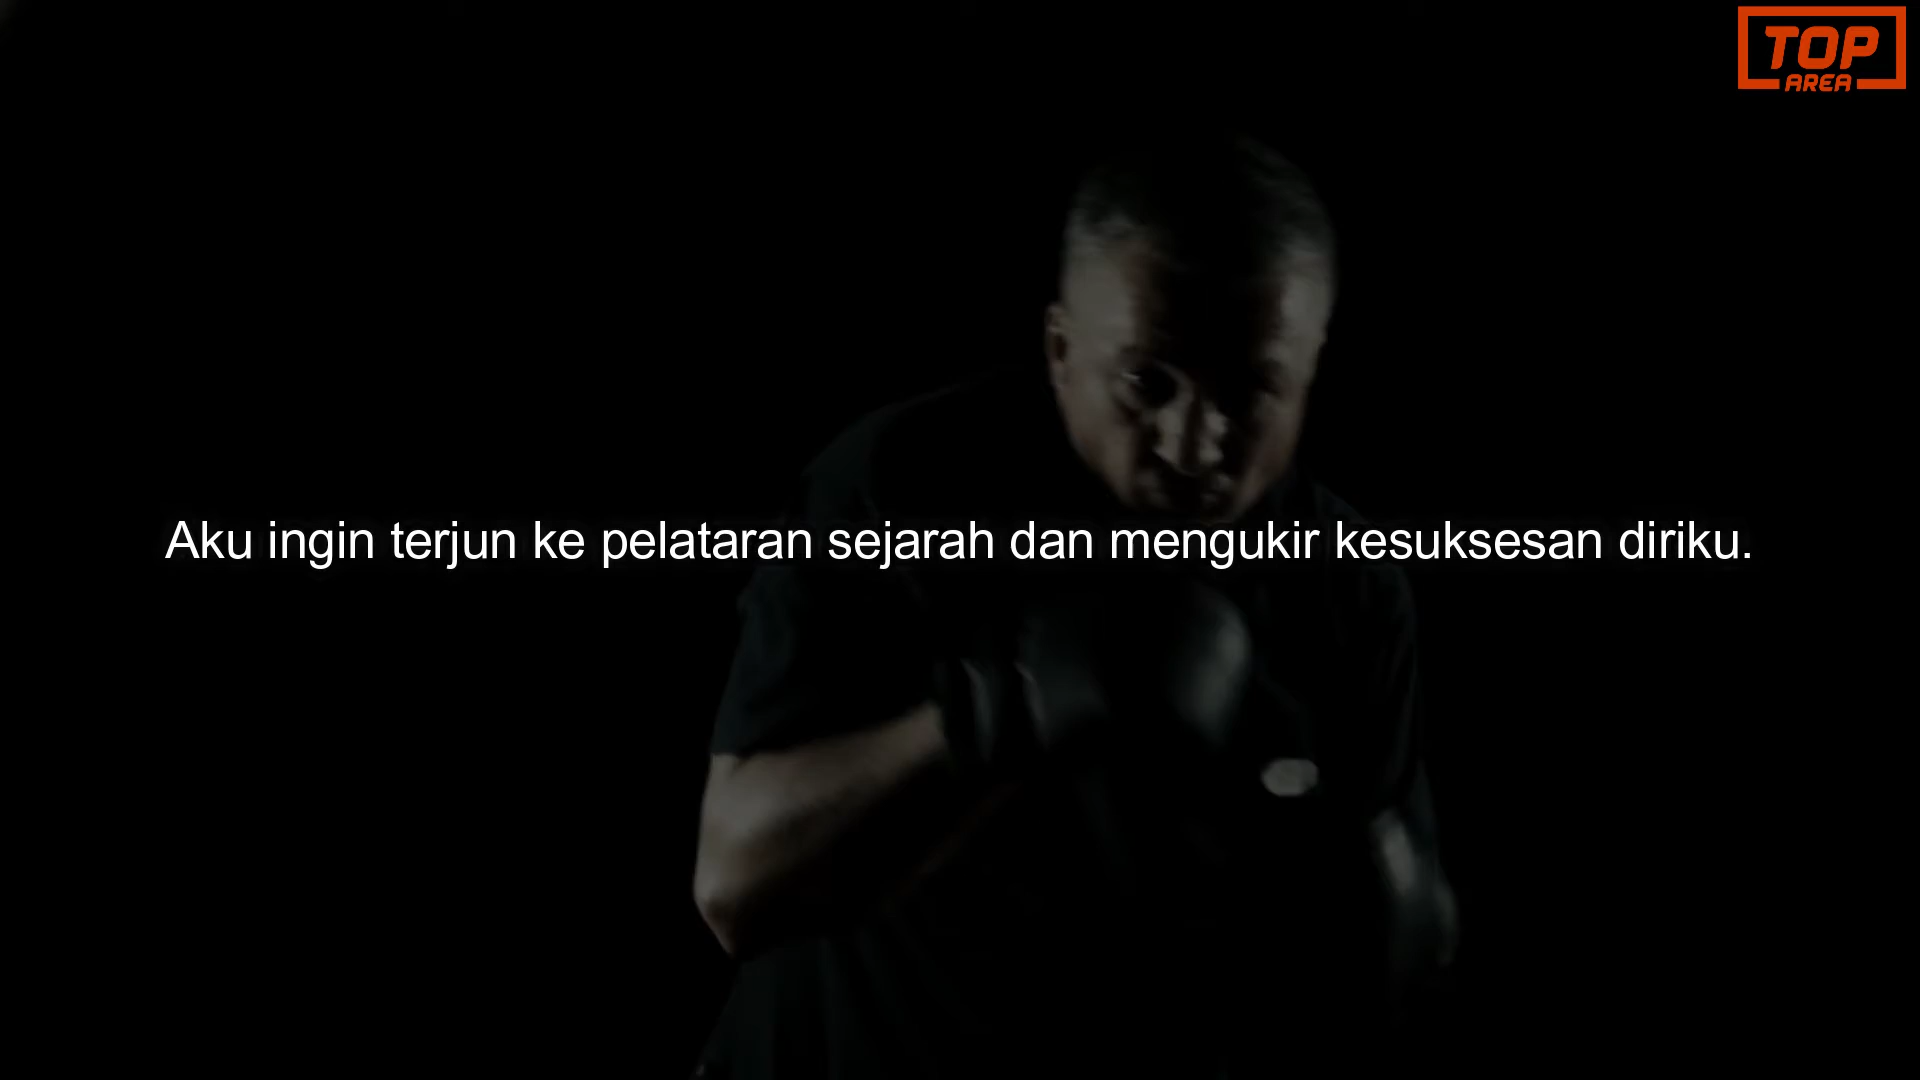 TOP
AREA
Aku ingin terjun ke pelataran sejarah dan mengukir kesuksesan diriku.